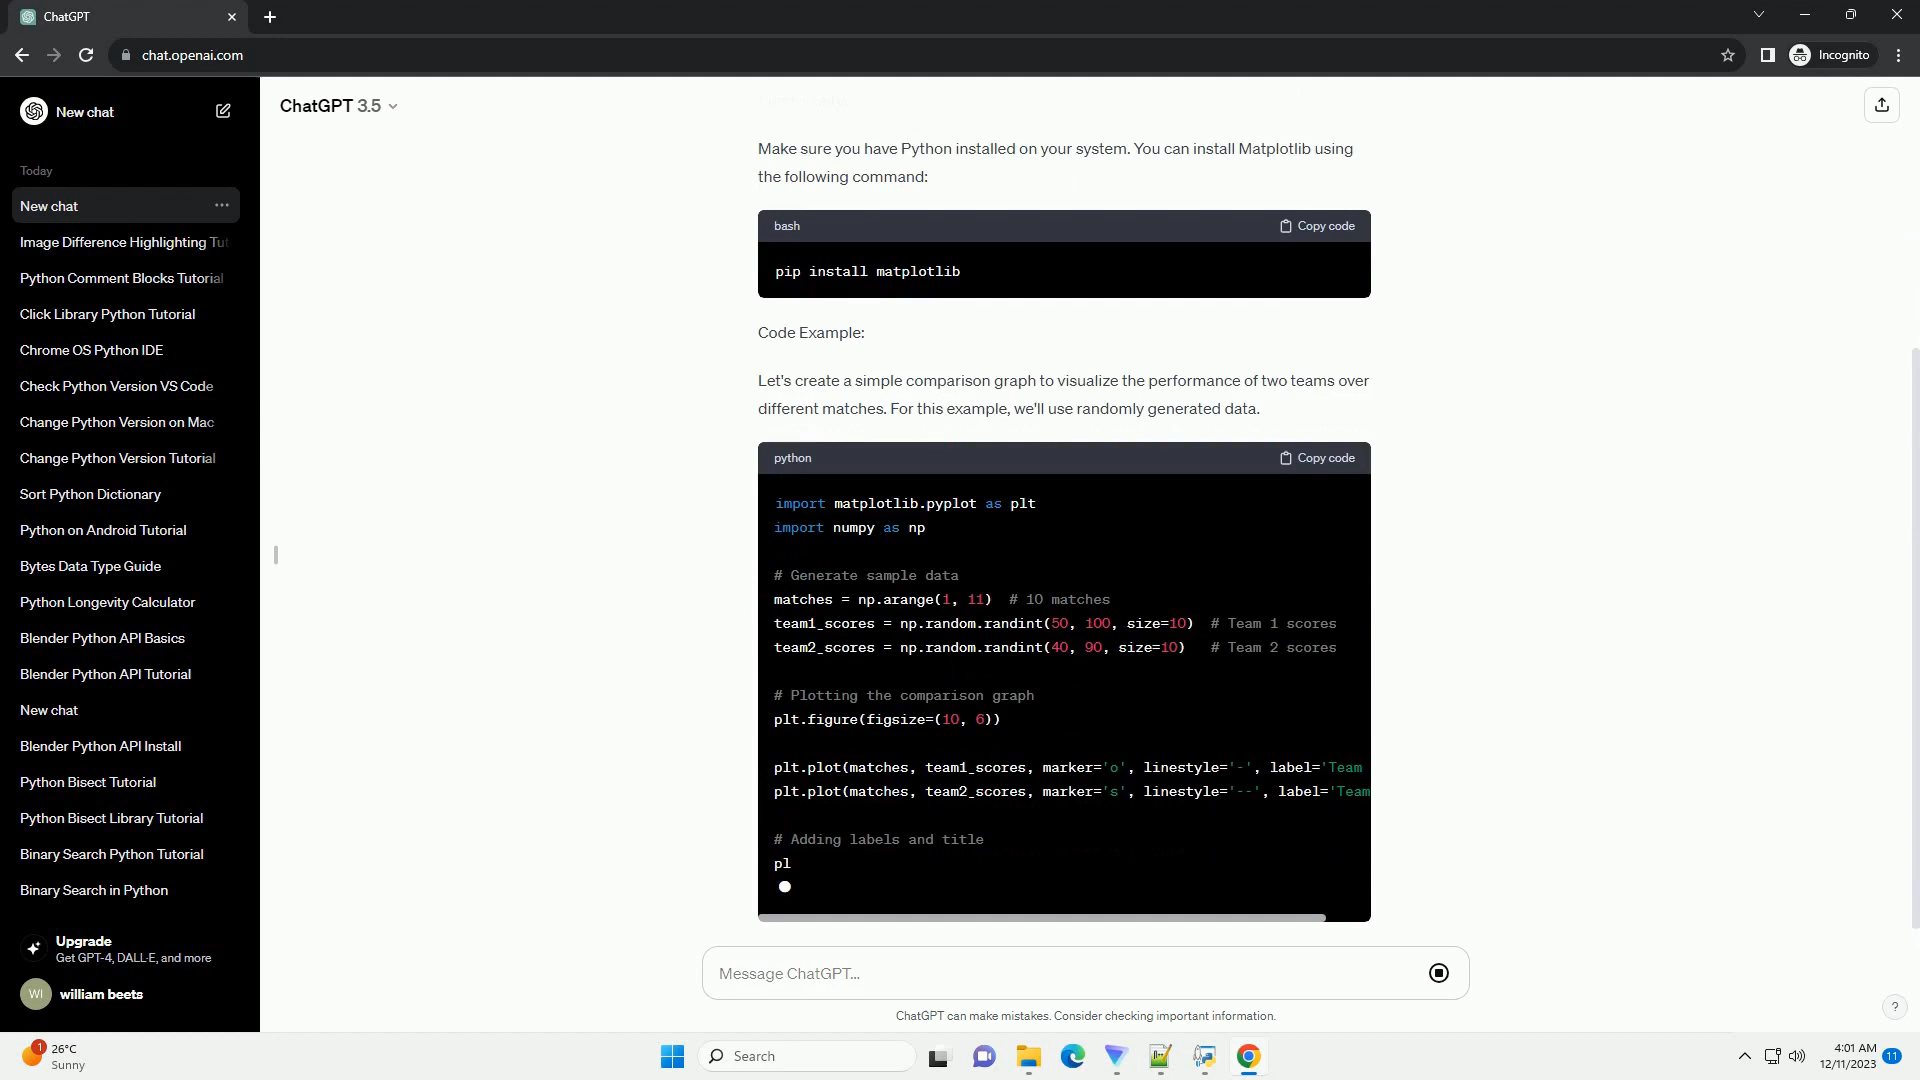 ChatGPT
chat.openai.com
Incognito
New chat
Today
New chat
Image Difference Highlighting Tut
Python Comment Blocks Tutorial
Click Library Python Tutorial
Chrome OS Python IDE
Check Python Version VS Code
Change Python Version on Mac
Change Python Version Tutorial
Sort Python Dictionary
Python on Android Tutorial
Bytes Data Type Guide
Python Longevity Calculator
Blender Python API Basics
Blender Python API Tutorial
New chat
Blender Python API Install
Python Bisect Tutorial
Python Bisect Library Tutorial
Binary Search Python Tutorial
Binary Search in Python
Upgrade
Get GPT-4, DALL·E, and more
WI
william beets
ChatGPT 3.5
Make sure you have Python installed on your system. You can install Matplotlib using
the following command:
bash
Copy code
pip install matplotlib
Code Example:
Let's create a simple comparison graph to visualize the performance of two teams over
different matches. For this example, we'll use randomly generated data.
python
Copy code
import matplotlib.pyplot as plt
import numpy as np
# Generate sample data
matches = np.arange(1, 11)  # 10 matches
team1_scores = np.random.randint(50, 100, size=10)  # Team 1 scores
team2_scores = np.random.randint(40, 90, size=10)   # Team 2 scores
# Plotting the comparison graph
plt.figure(figsize=(10, 6))
plt.plot(matches, team1_scores, marker='o', linestyle='-', label='Team
plt.plot(matches, team2_scores, marker='s', linestyle='--', label='Team
# Adding labels and title
pl
Message ChatGPT...
ChatGPT can make mistakes. Consider checking important information.
?
1
26°C
Sunny
Search
4:01 AM
12/11/2023
11